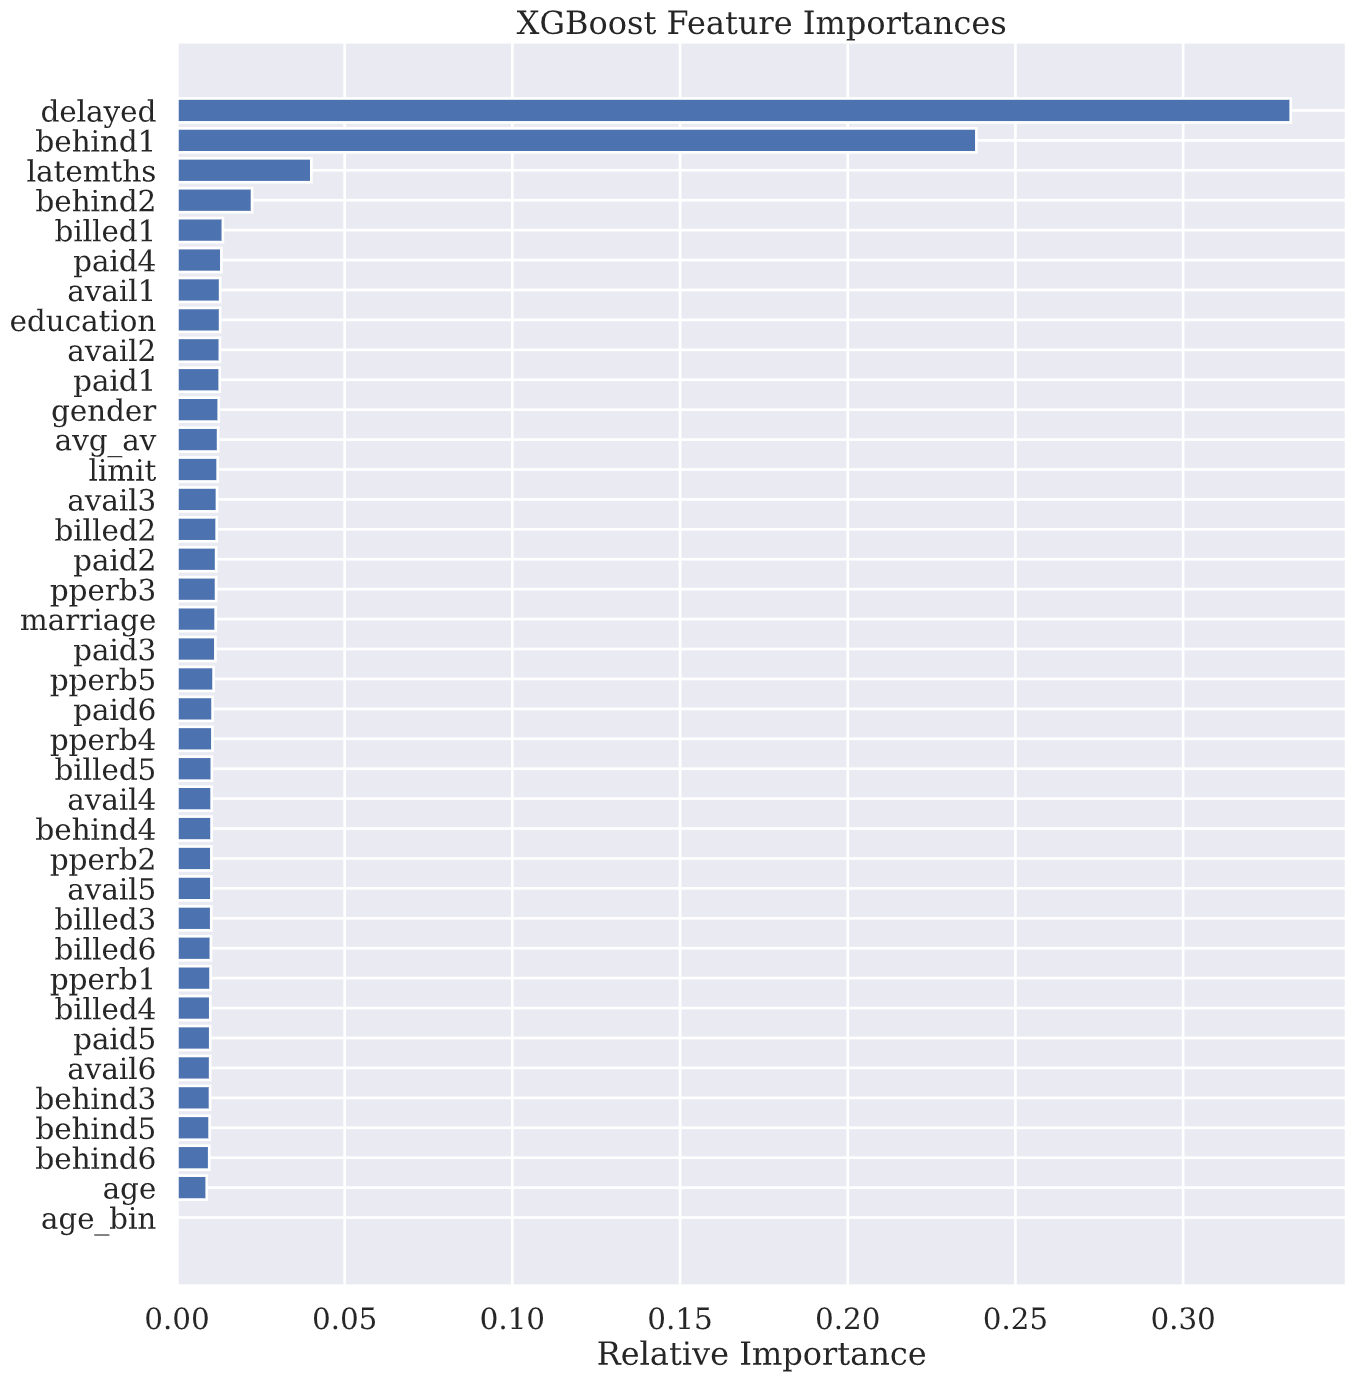 XGBoost Feature Importances
delayed
behind1
latemths
behind2
billed1
paid4
avail1
education
avail2
paid1
gender
avg_av
limit
avail3
billed2
paid2
pperb3
marriage
paid3
pperb5
paid6
pperb4
billed5
avail4
behind4
pperb2
avail5
billed3
billed6
pperb1
billed4
paid5
avail6
behind3
behind5
behind6
age
age_bin
0.00 0.05 0.10 0.15 0.20 0.25 0.30
Relative Importance